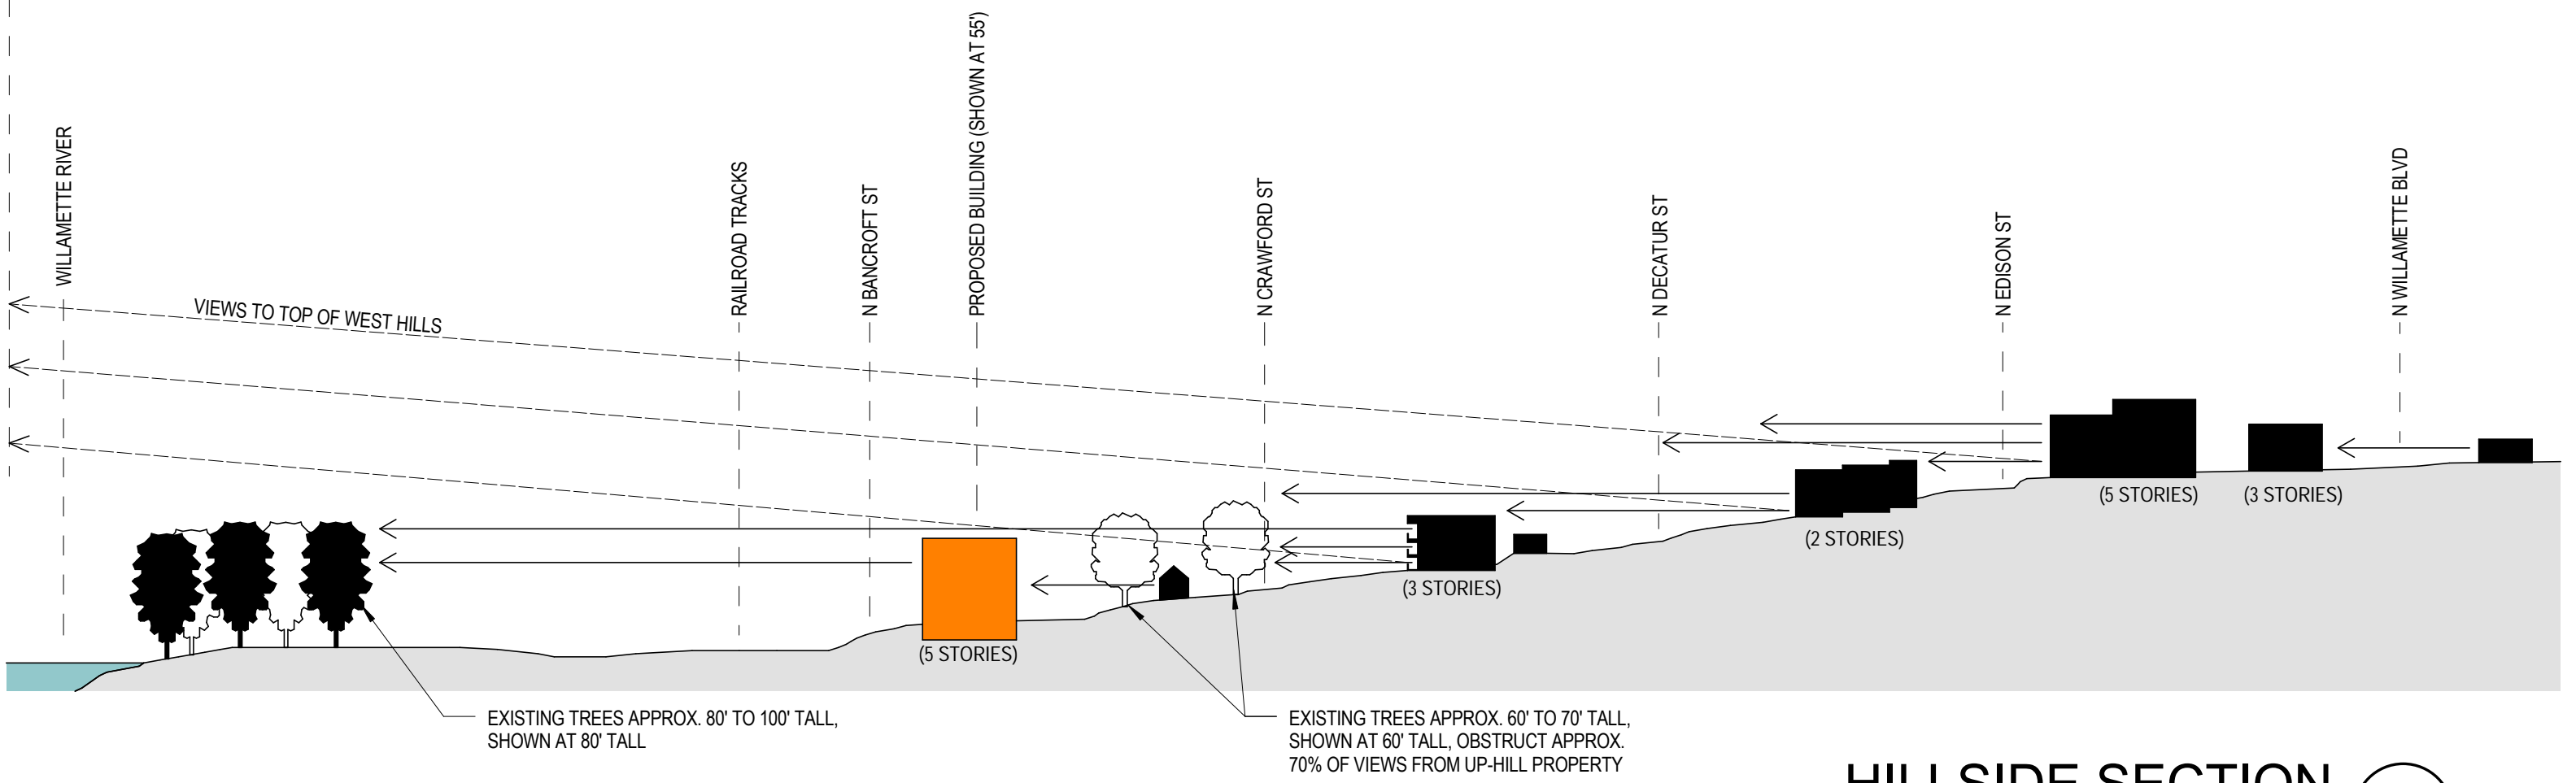 WILLAMETTE RIVER
RAILROAD TRACKS
N BANCROFT ST
PROPOSED BUILDING (SHOWN AT 55')
N CRAWFORD ST
N DECATUR ST
N EDISON ST
N WILLAMETTE BLVD
VIEWS TO TOP OF WEST HILLS
(5 STORIES)
(3 STORIES)
(2 STORIES)
(5 STORIES)
(3 STORIES)
EXISTING TREES APPROX. 80' TO 100' TALL,
SHOWN AT 80' TALL
EXISTING TREES APPROX. 60' TO 70' TALL,
SHOWN AT 60' TALL, OBSTRUCT APPROX.
70% OF VIEWS FROM UP-HILL PROPERTY
HILLSIDE SECTION